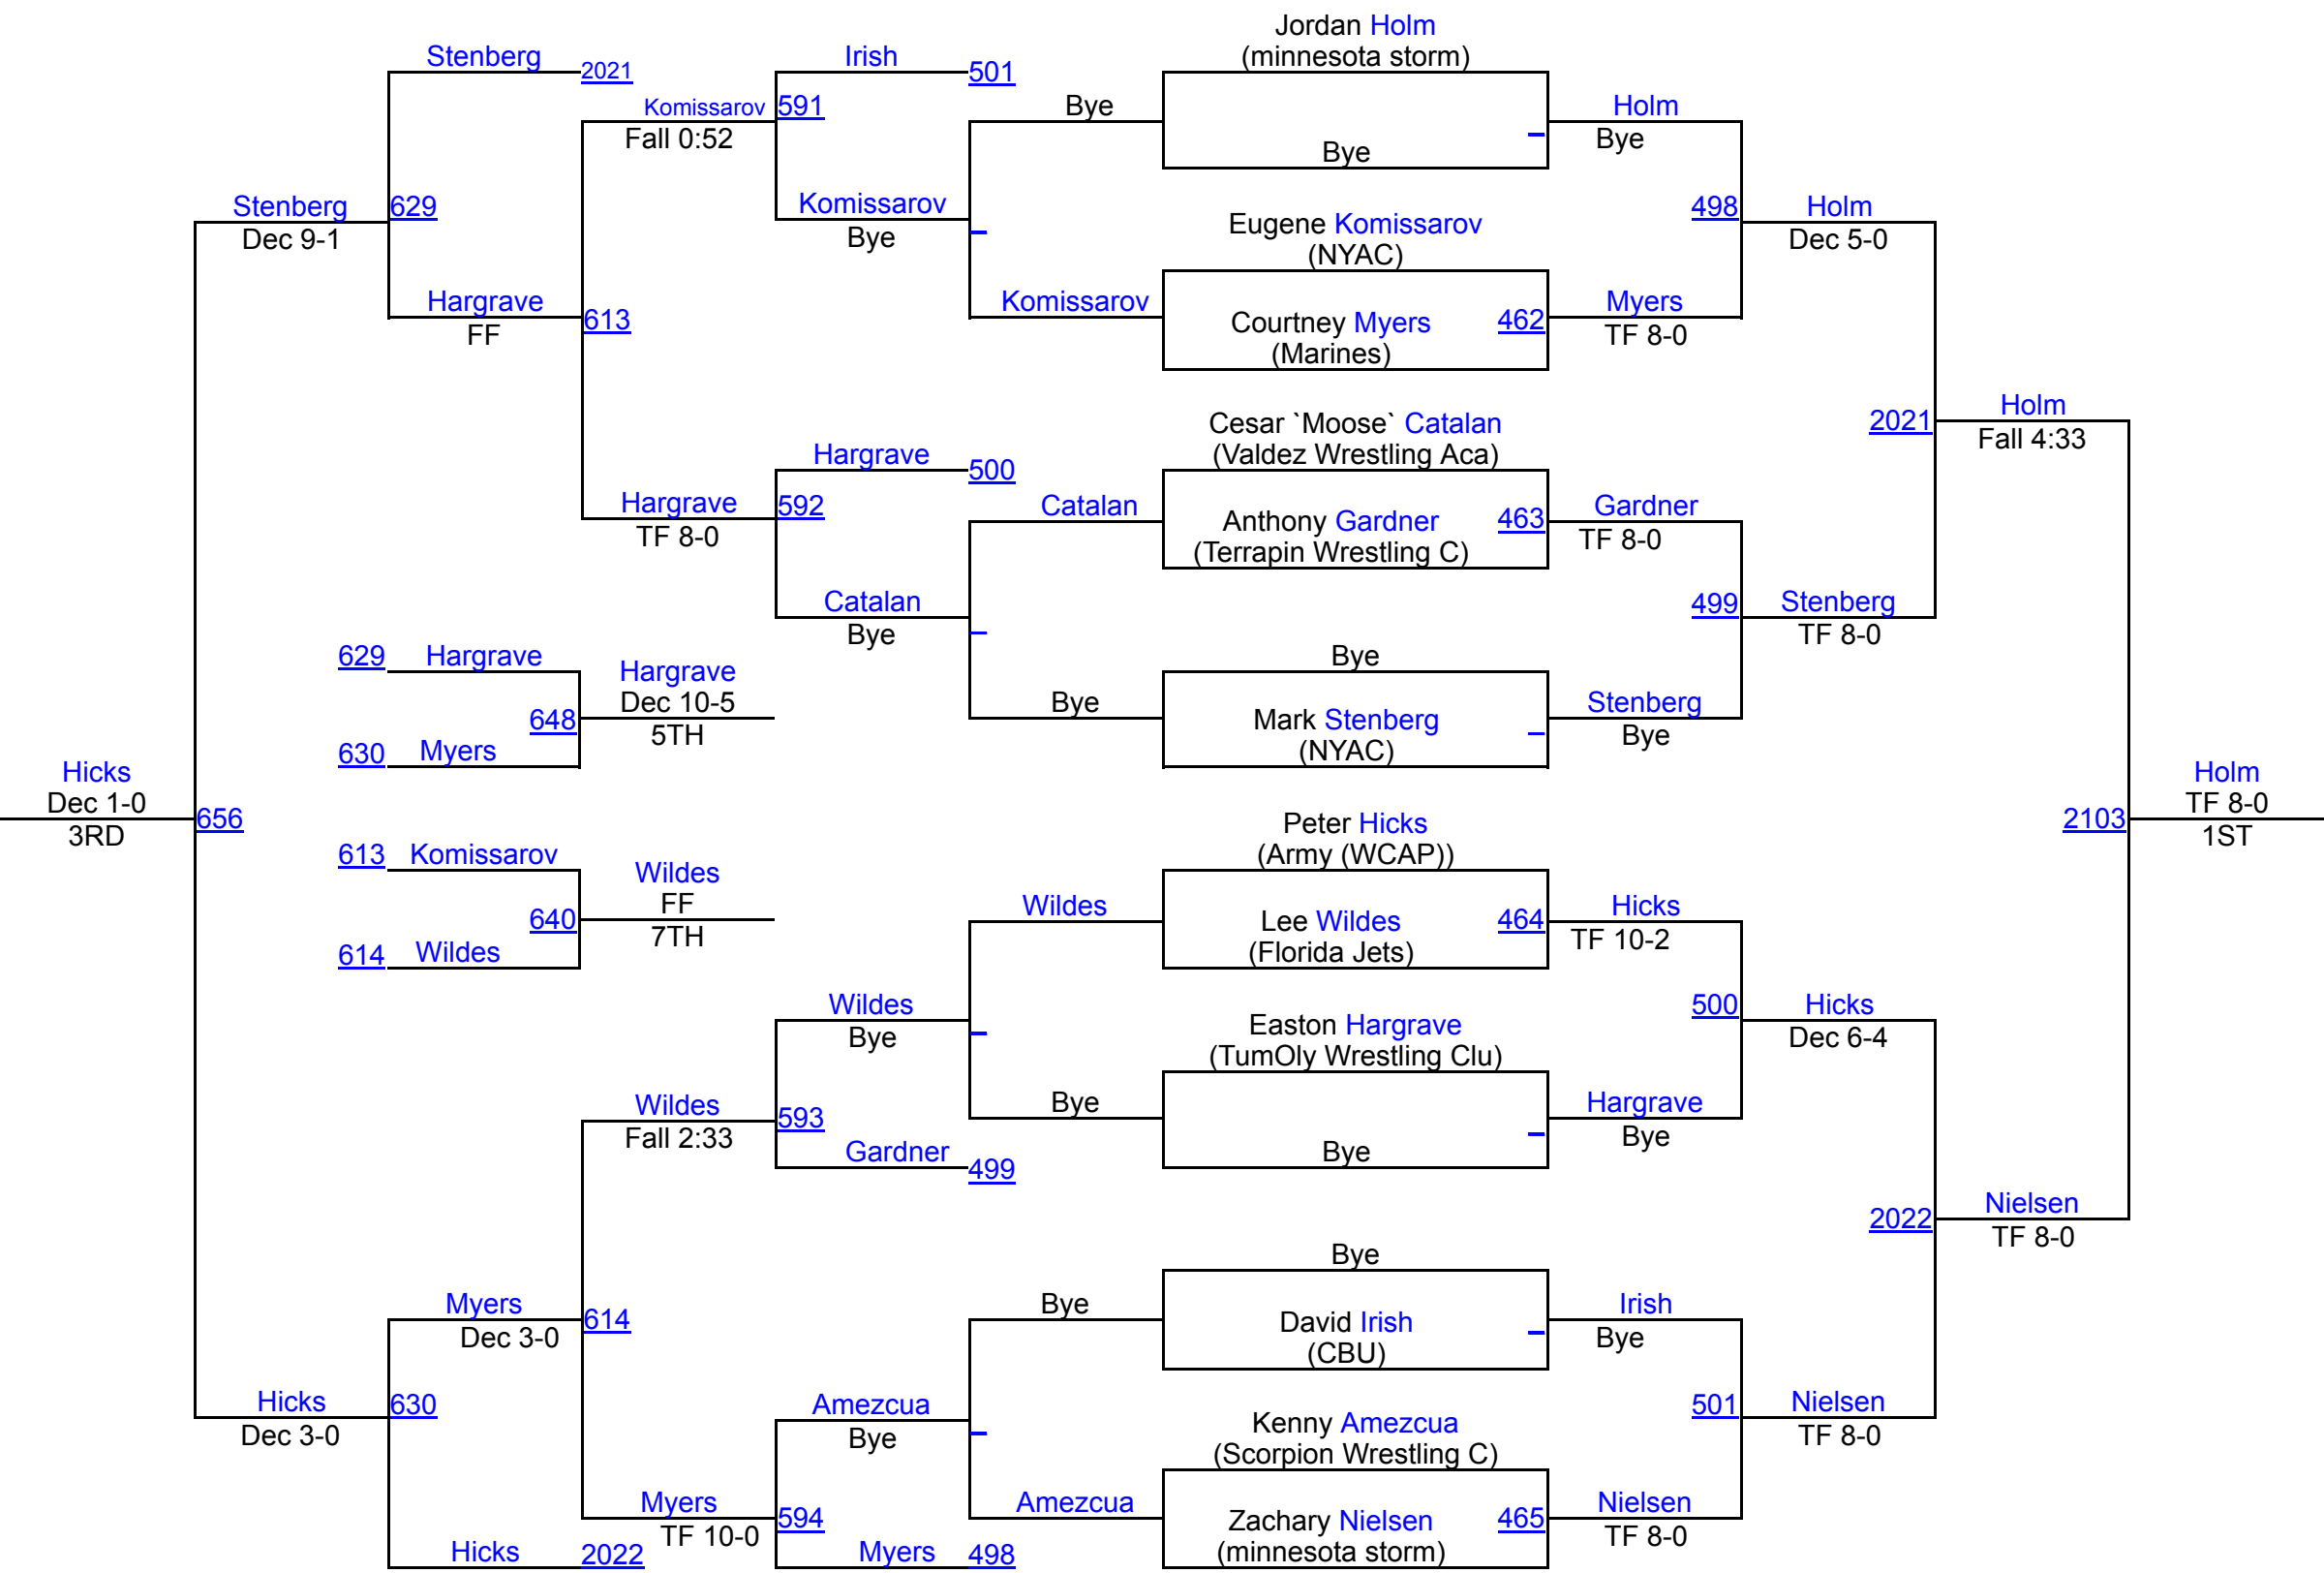 Jordan Holm
(minnesota storm)
Stenberg
2021
Irish
501
Komissarov
591
Fall 0:52
Bye
Bye
Holm
Bye
Stenberg
629
Dec 9-1
Komissarov
Bye
Eugene Komissarov
(NYAC)
498
Holm
Dec 5-0
Hargrave
FF
613
Komissarov
Courtney Myers
(Marines)
462
Myers
TF 8-0
Cesar `Moose` Catalan
(Valdez Wrestling Aca)
2021
Holm
Fall 4:33
Hargrave
500
Hargrave
TF 8-0
592
Catalan
Anthony Gardner
(Terrapin Wrestling C)
463
Gardner
TF 8-0
Catalan
Bye
499
Stenberg
TF 8-0
629
Hargrave
Hargrave
Dec 10-5
5TH
648
630
Myers
Bye
Bye
Mark Stenberg
(NYAC)
Stenberg
Bye
Hicks
Dec 1-0
3RD
656
2103
Holm
TF 8-0
1ST
613
Komissarov
Wildes
FF
7TH
640
614
Wildes
Peter Hicks
(Army (WCAP))
Wildes
Lee Wildes
(Florida Jets)
464
Hicks
TF 10-2
Wildes
Bye
Easton Hargrave
(TumOly Wrestling Clu)
500
Hicks
Dec 6-4
Wildes
Fall 2:33
593
Bye
Bye
Hargrave
Bye
Gardner
499
2022
Nielsen
TF 8-0
Bye
Myers
Dec 3-0
614
Bye
David Irish
(CBU)
Irish
Bye
Hicks
Dec 3-0
630
Amezcua
Bye
Kenny Amezcua
(Scorpion Wrestling C)
501
Nielsen
TF 8-0
Myers
TF 10-0
594
Amezcua
Zachary Nielsen
(minnesota storm)
465
Nielsen
TF 8-0
Hicks
2022
Myers
498